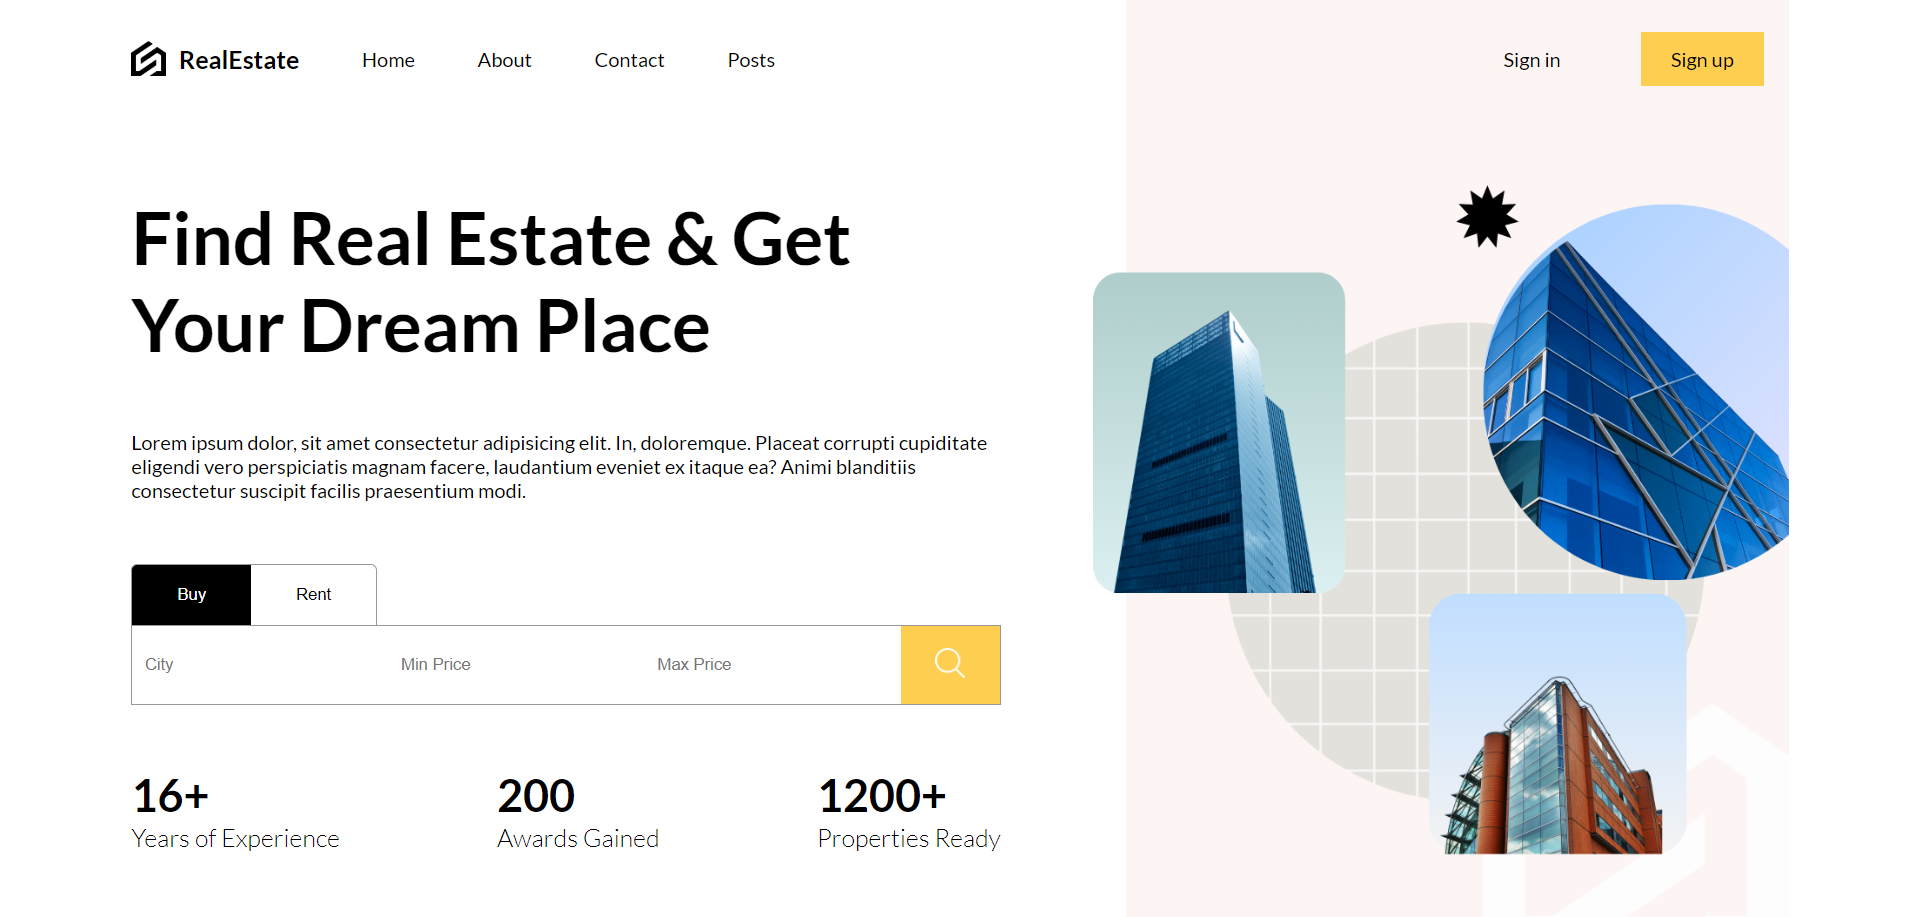 RealEstate Home About Contact Posts Sign in Sign up
Find Real Estate & Get
Your Dream Place
Lorem ipsum dolor, sit amet consectetur adipisicing elit. In, doloremque. Placeat corrupti cupiditate
eligendi vero perspiciatis magnam facere, laudantium eveniet ex itaque ea? Animi blanditiis
consectetur suscipit facilis praesentium modi.
Buy Rent
City Min Price Max Price
16+ 200 1200+
Years of Experience Awards Gained Properties Ready